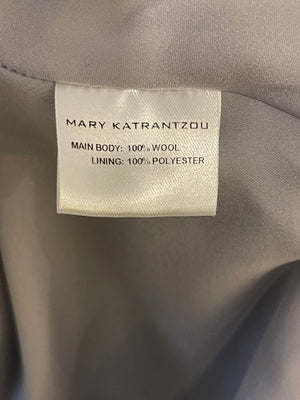 MARY KATRANTZOU
MAIN BODY: 100% WOOL
LINING: 100% POLYESTER